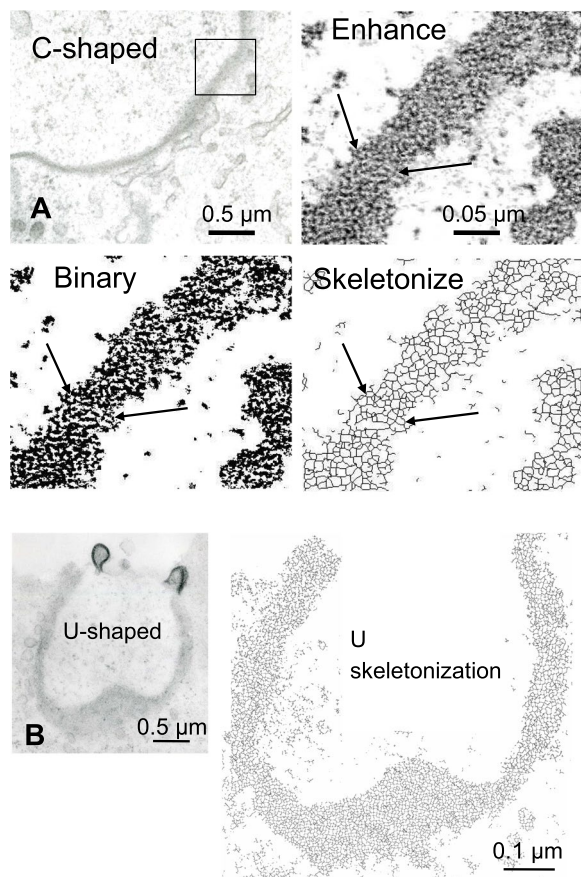 C-shaped
A
0.5 µm
Enhance
0.05 µm
Binary
Skeletonize
U-shaped
B
0.5 µm
U
skeletonization
0.1 µm